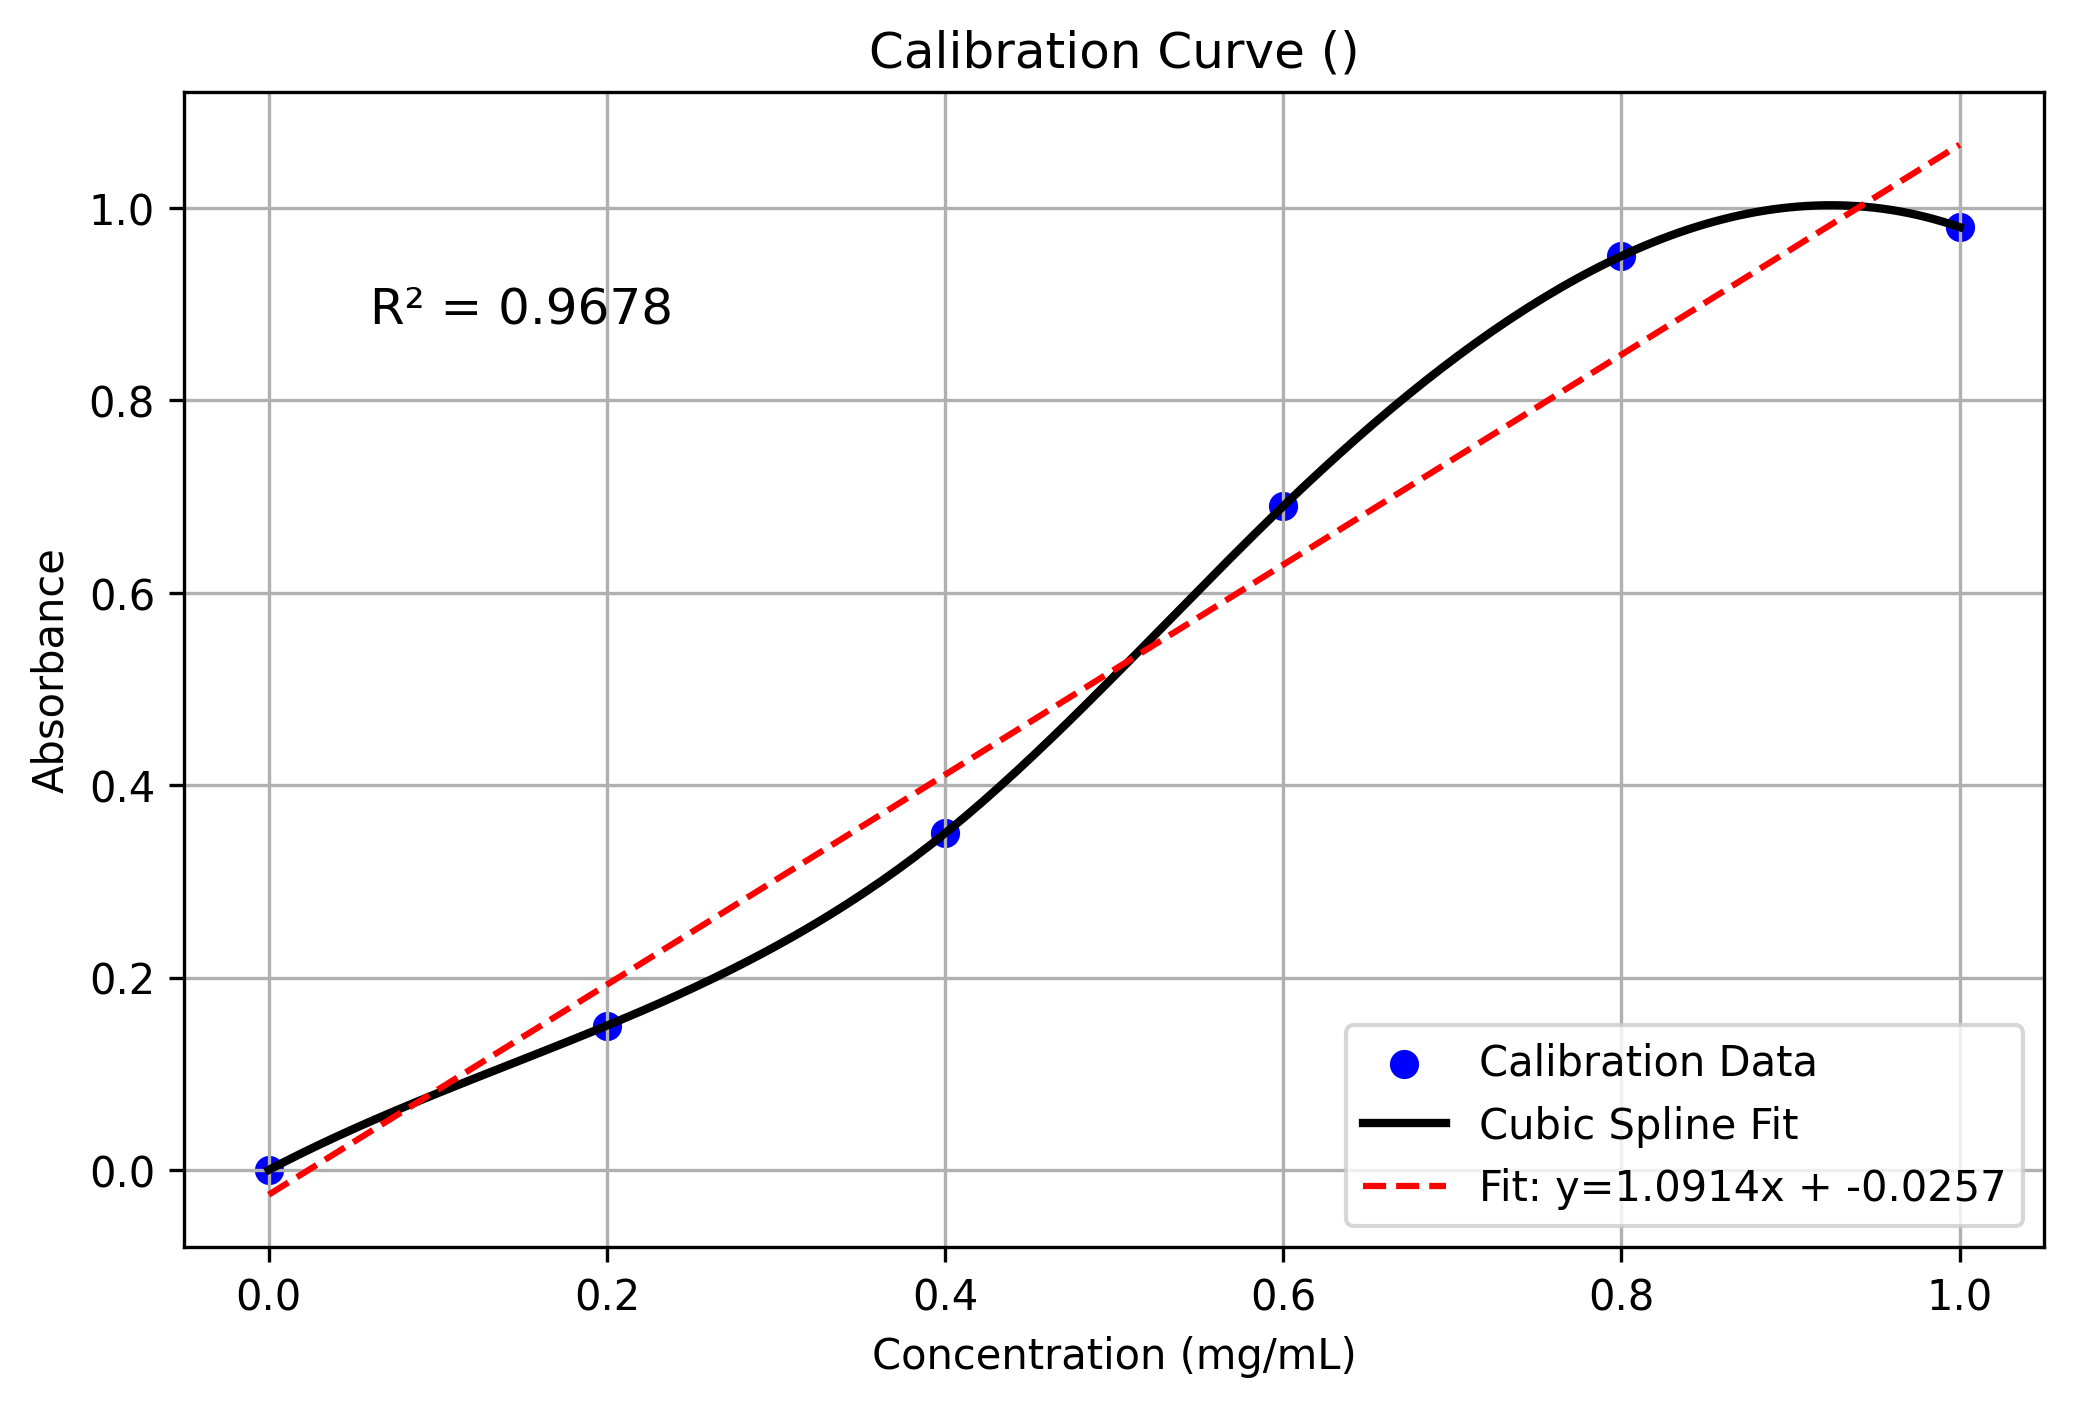 Calibration Curve ()
R² = 0.9678
Absorbance
1.0
0.8
0.6
0.4
0.2
0.0
Calibration Data
Cubic Spline Fit
Fit: y=1.0914x + -0.0257
0.0 0.2 0.4 0.6 0.8 1.0
Concentration (mg/mL)